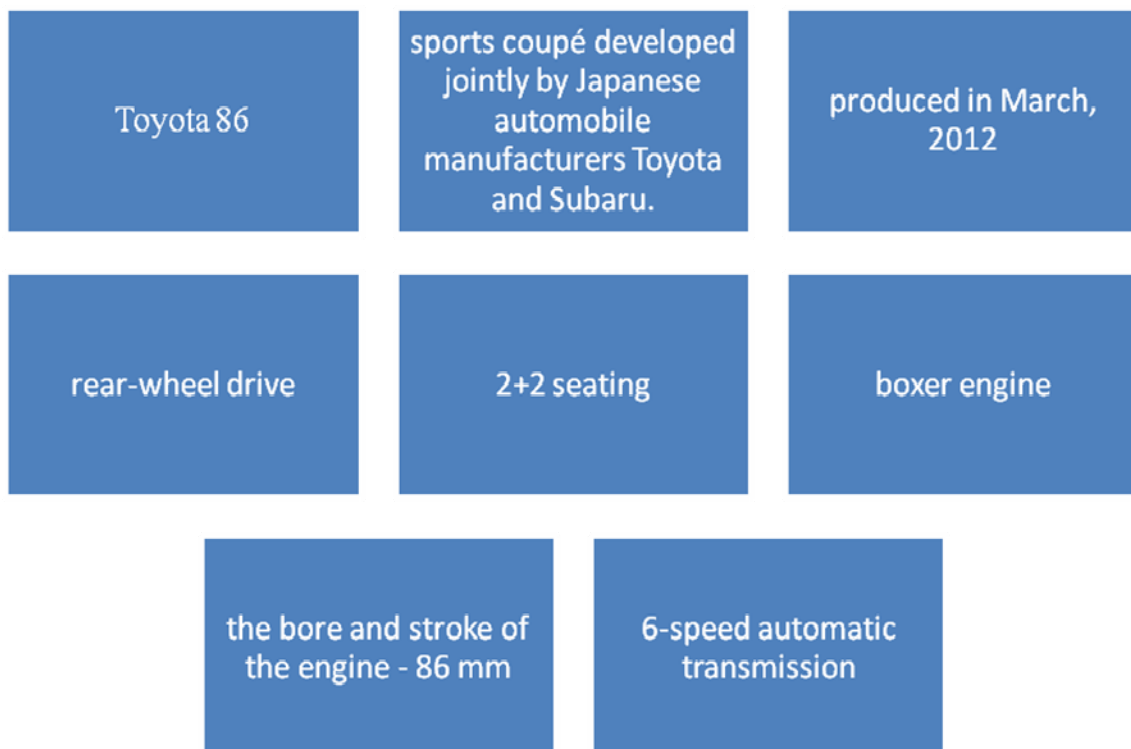 Toyota 86
sports coupé developed
jointly by Japanese
automobile
manufacturers Toyota
and Subaru.
produced in March,
2012
rear-wheel drive
2+2 seating
boxer engine
the bore and stroke of
the engine - 86 mm
6-speed automatic
transmission